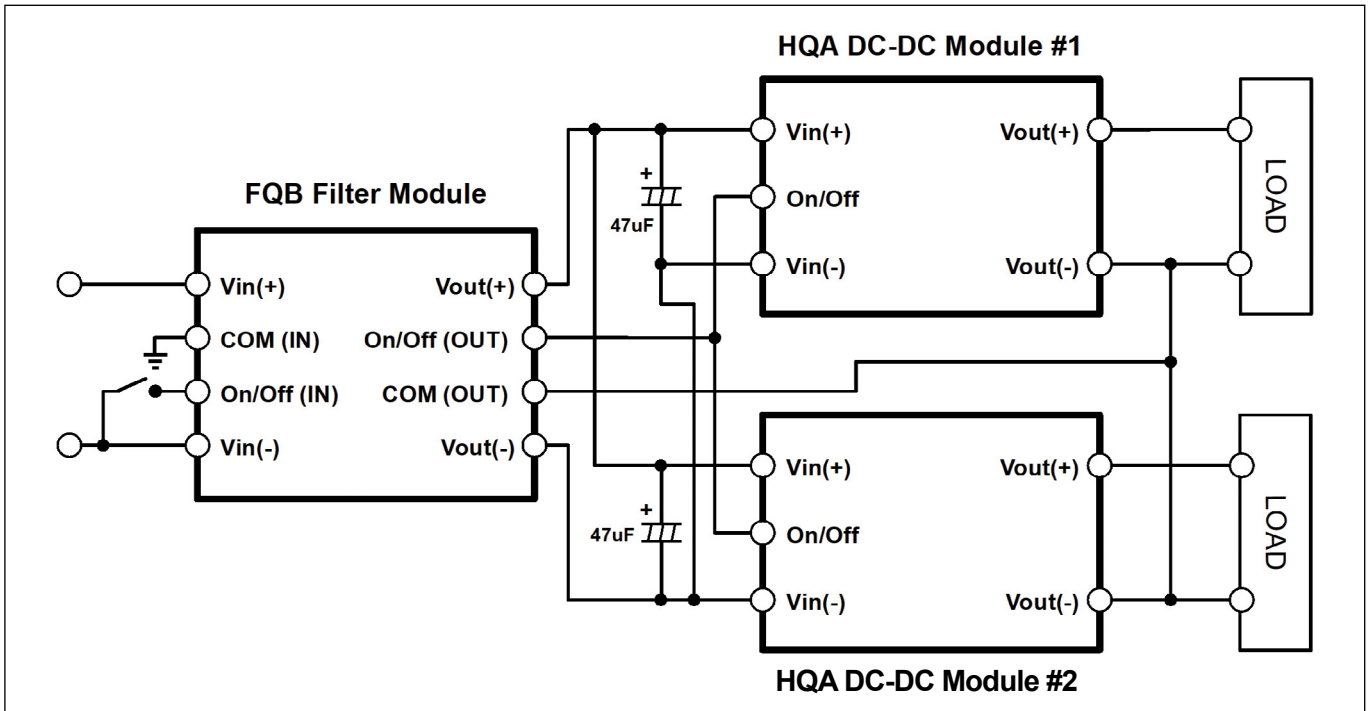 HQA DC-DC Module #1
Vin(+)
Vout(+)
On/Off
Vin(-)
Vout(-)
LOAD
+
47uF
FQB Filter Module
Vin(+)
Vout(+)
COM (IN)
On/Off (OUT)
On/Off (IN)
COM (OUT)
Vin(-)
Vout(-)
+
47uF
Vin(+)
Vout(+)
On/Off
Vin(-)
Vout(-)
LOAD
HQA DC-DC Module #2